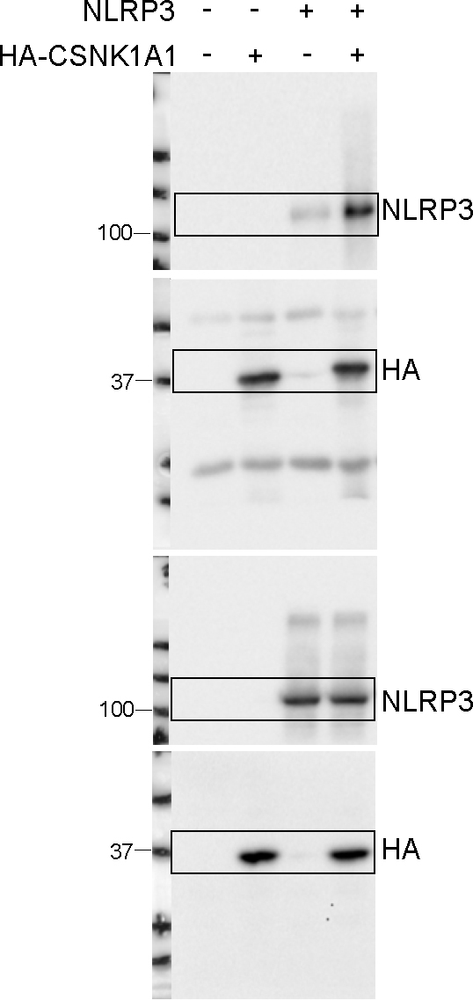 NLRP3 - - + +
HA-CSNK1A1 - + - +
NLRP3
100
HA
37
NLRP3
100
HA
37